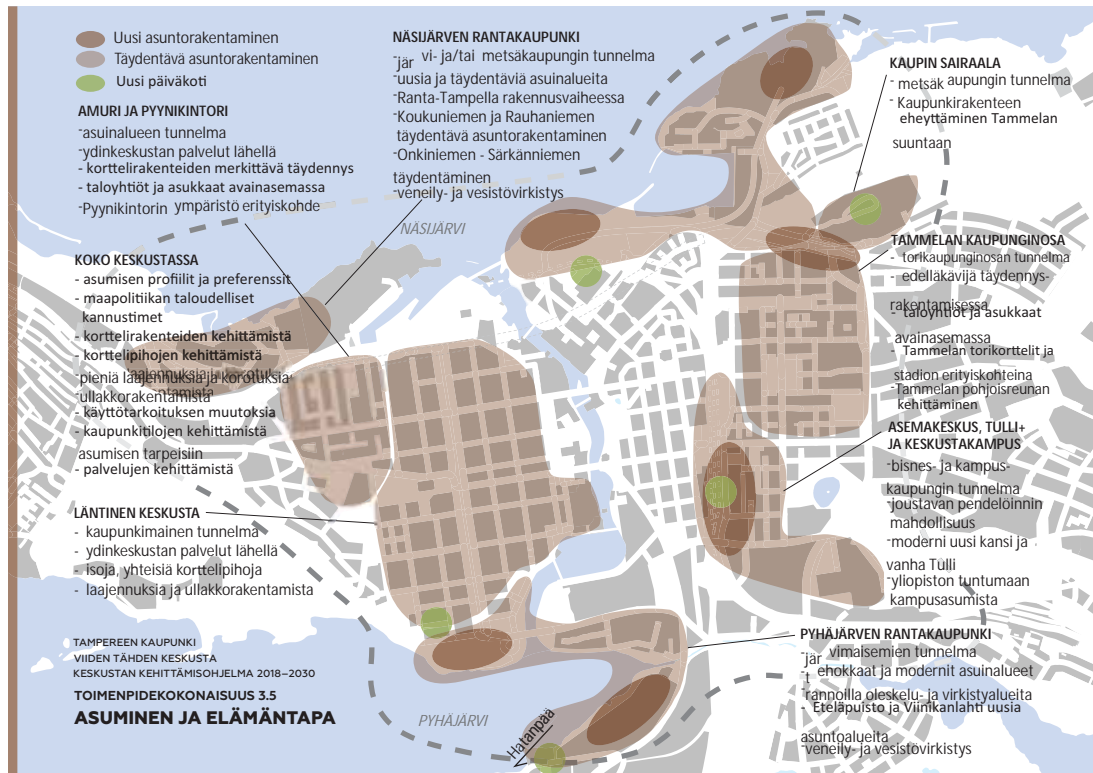 Uusi asuntorakentaminen
Täydentävä asuntorakentaminen
Uusi päiväkoti
AMURI JA PYYNIKINTORI
-asuinalueen tunnelma
-ydinkeskustan palvelut lähellä
- korttelirakenteiden merkittävä täydennys
- taloyhtiöt ja asukkaat avainasemassa
-Pyynikintorin ympäristö erityiskohde
NÄSIJÄRVEN RANTAKAUPUNKI
-jär vi- ja/tai metsäkaupungin tunnelma
-uusia ja täydentäviä asuinalueita
-Ranta-Tampella rakennusvaiheessa
-Koukuniemen ja Rauhaniemen
täydentävä asuntorakentaminen
-Onkiniemen - Särkänniemen
täydentäminen
-veneily- ja vesistövirkistys
KAUPIN SAIRAALA
- metsäk aupungin tunnelma
- Kaupunkirakenteen
eheyttäminen Tammelan
suuntaan
NÄSIJÄRVI
KOKO KESKUSTASSA
- asumisen profiilit ja preferenssit
- maapolitiikan taloudelliset
kannustimet
- korttelirakenteiden kehittämistä
- korttelipihojen kehittämistä
-pieniä laajennuksia ja korotuksia
-ullakkorakentamista
- käyttötarkoituksen muutoksia
- kaupunkitilojen kehittämistä
asumisen tarpeisiin
- palvelujen kehittämistä
TAMMELAN KAUPUNGINOSA
- torikaupunginosan tunnelma
- edelläkävijä täydennys-
rakentamisessa
- taloyhtiöt ja asukkaat
avainasemassa
- Tammelan torikorttelit ja
stadion erityiskohteina
-Tammelan pohjoisreunan
kehittäminen
ASEMAKESKUS, TULLI+
JA KESKUSTAKAMPUS
-bisnes- ja kampus-
kaupungin tunnelma
-joustavan pendelöinnin
mahdollisuus
-moderni uusi kansi ja
vanha Tulli
-yliopiston tuntumaan
kampusasumista
LÄNTINEN KESKUSTA
- kaupunkimainen tunnelma
- ydinkeskustan palvelut lähellä
- isoja, yhteisiä korttelipihoja
- laajennuksia ja ullakkorakentamista
PYHÄJÄRVEN RANTAKAUPUNKI
-jär vimaisemien tunnelma
-t ehokkaat ja modernit asuinalueet
-rannoilla oleskelu- ja virkistyalueita
- Eteläpuisto ja Viinikanlahti uusia
asuntoalueita
-veneily- ja vesistövirkistys
TAMPEREEN KAUPUNKI
VIIDEN TÄHDEN KESKUSTA
KESKUSTAN KEHITTÄMISOHJELMA 2018–2030
TOIMENPIDEKOKONAISUUS 3.5
ASUMINEN JA ELÄMÄNTAPA
PYHÄJÄRVI
Hatanpää